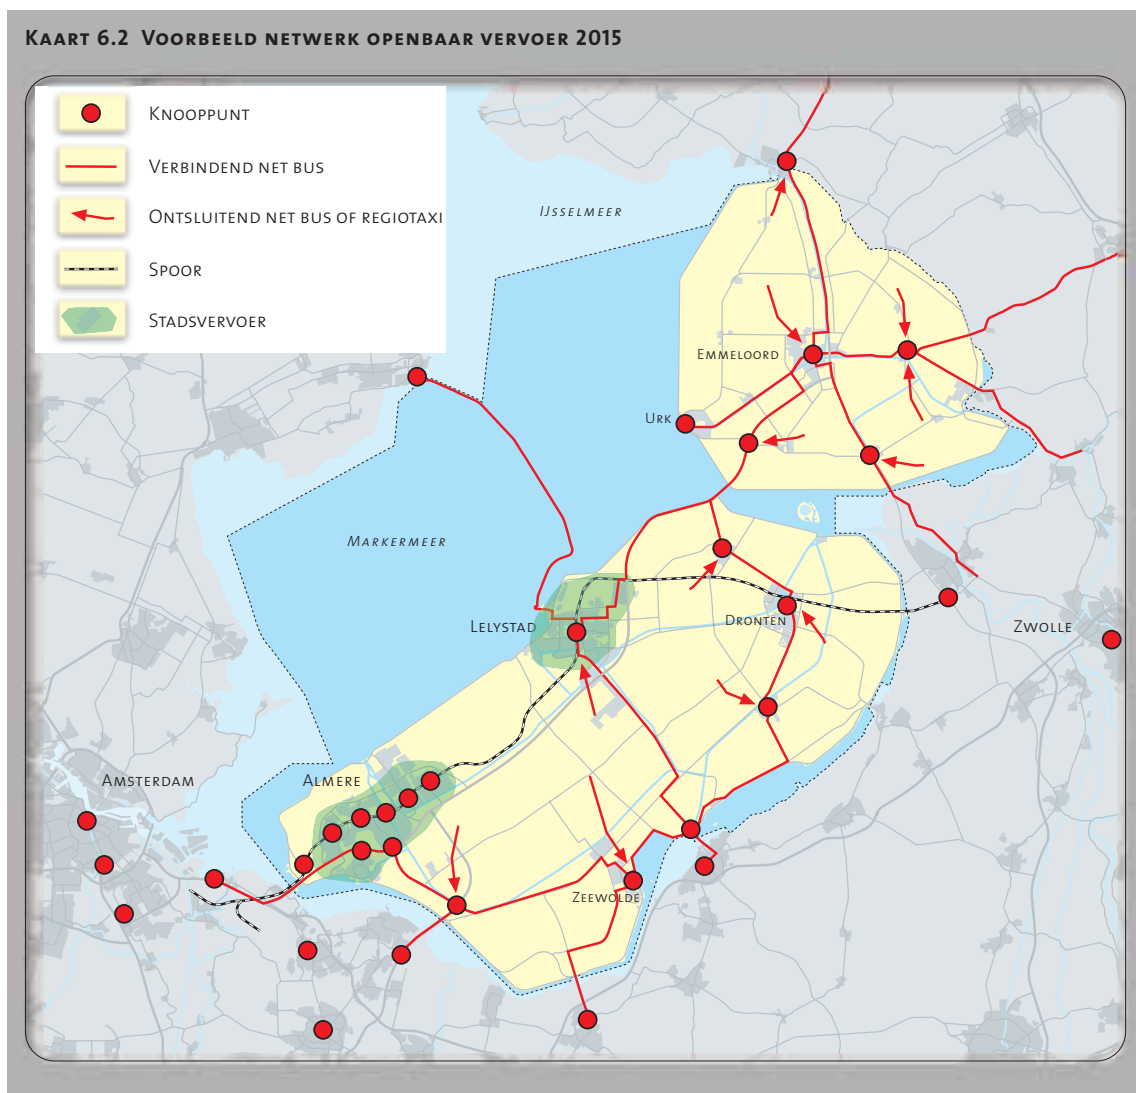 Kaart 6.2 Voorbeeld netwerk openbaar vervoer 2015
Knooppunt
Verbindend net bus
Ontsluitend net bus of regiotaxi
Spoor
Stadsvervoer
IJsselmeer
Emmeloord
Urk
Markermeer
Lelystad
Dronten
Zwolle
Amsterdam
Almere
Zeewolde